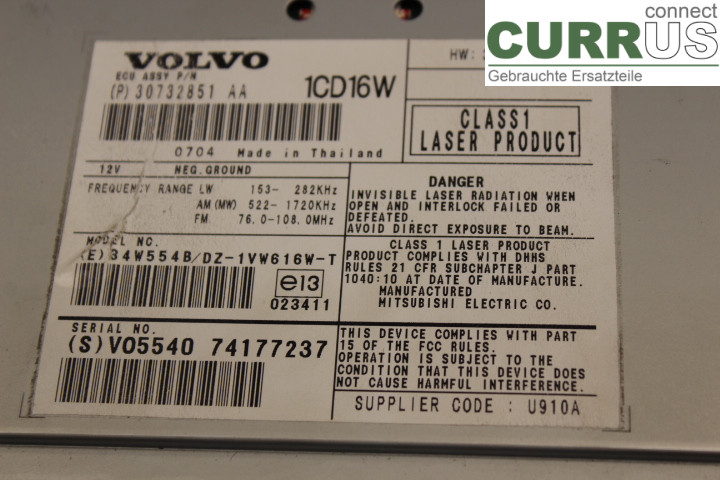 connect
CURRUS
Gebrauchte Ersatzteile
VOLVO
ECU ASSY P/N
(P) 30732851 AA
1CD16W
HW:
0704 Made in Thailand
CLASS1
LASER PRODUCT
12V NEG.GROUND
FREQUENCY RANGE LW 153- 282KHz
AM (MW) 522- 1720KHz
FM 76.0-108.0MHz
DANGER
INVISIBLE LASER RADIATION WHEN
OPEN AND INTERLOCK FAILED OR
DEFEATED.
AVOID DIRECT EXPOSURE TO BEAM.
MODEL NO.
(E) 34W554B/DZ-1VW616W-T
e13
023411
CLASS 1 LASER PRODUCT
PRODUCT COMPLIES WITH DHHS
RULES 21 CFR SUBCHAPTER J PART
1040:10 AT DATE OF MANUFACTURE.
MANUFACTURED
MITSUBISHI ELECTRIC CO.
SERIAL NO.
(S) VO5540 74177237
THIS DEVICE COMPLIES WITH PART
15 OF THE FCC RULES.
OPERATION IS SUBJECT TO THE
CONDITION THAT THIS DEVICE DOES
NOT CAUSE HARMFUL INTERFERENCE.
SUPPLIER CODE : U910A